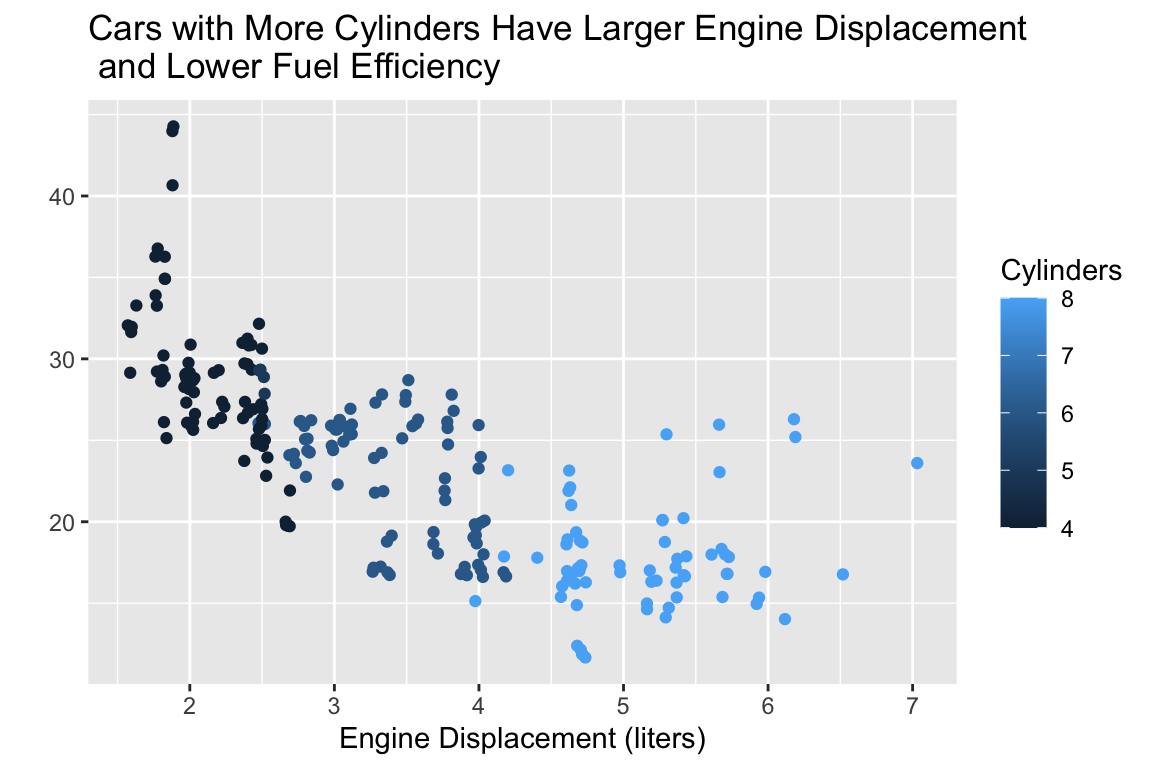 Cars with More Cylinders Have Larger Engine Displacement
and Lower Fuel Efficiency
40
30
20
2 3 4 5 6 7
Engine Displacement (liters)
Cylinders
8
7
6
5
4